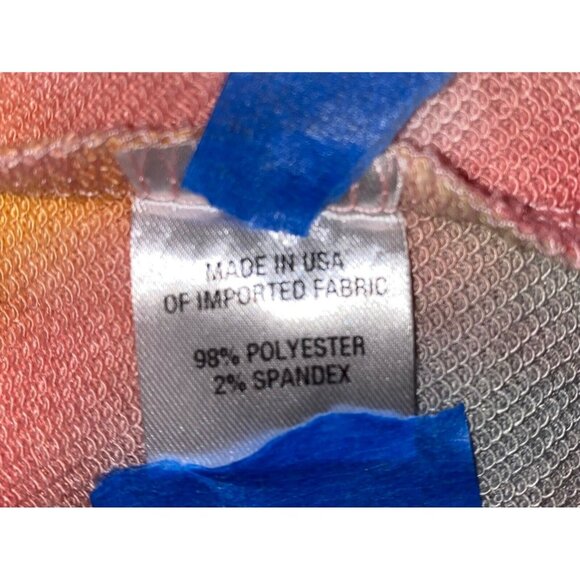 MADE IN USA
OF IMPORTED FABRIC
98% POLYESTER
2% SPANDEX